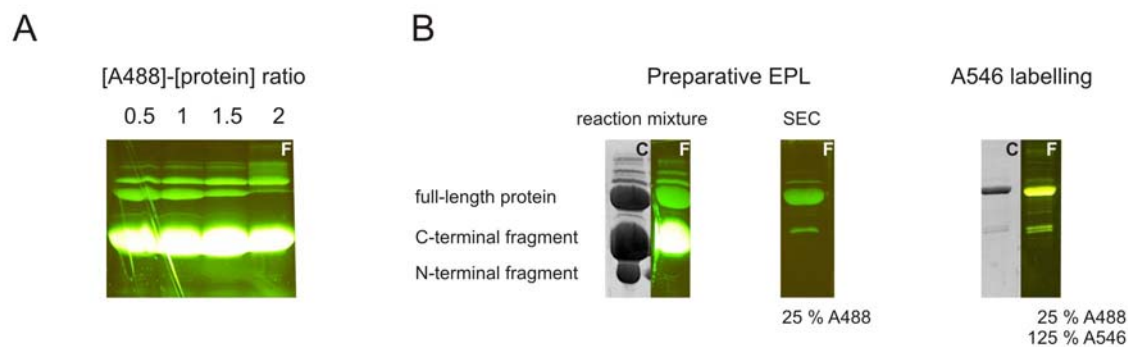 A
B
[A488]-[protein] ratio
0.5 1 1.5 2
F
Preparative EPL
A546 labelling
reaction mixture
SEC
C F
F
C F
full-length protein
C-terminal fragment
N-terminal fragment
25 % A488
25 % A488
125 % A546